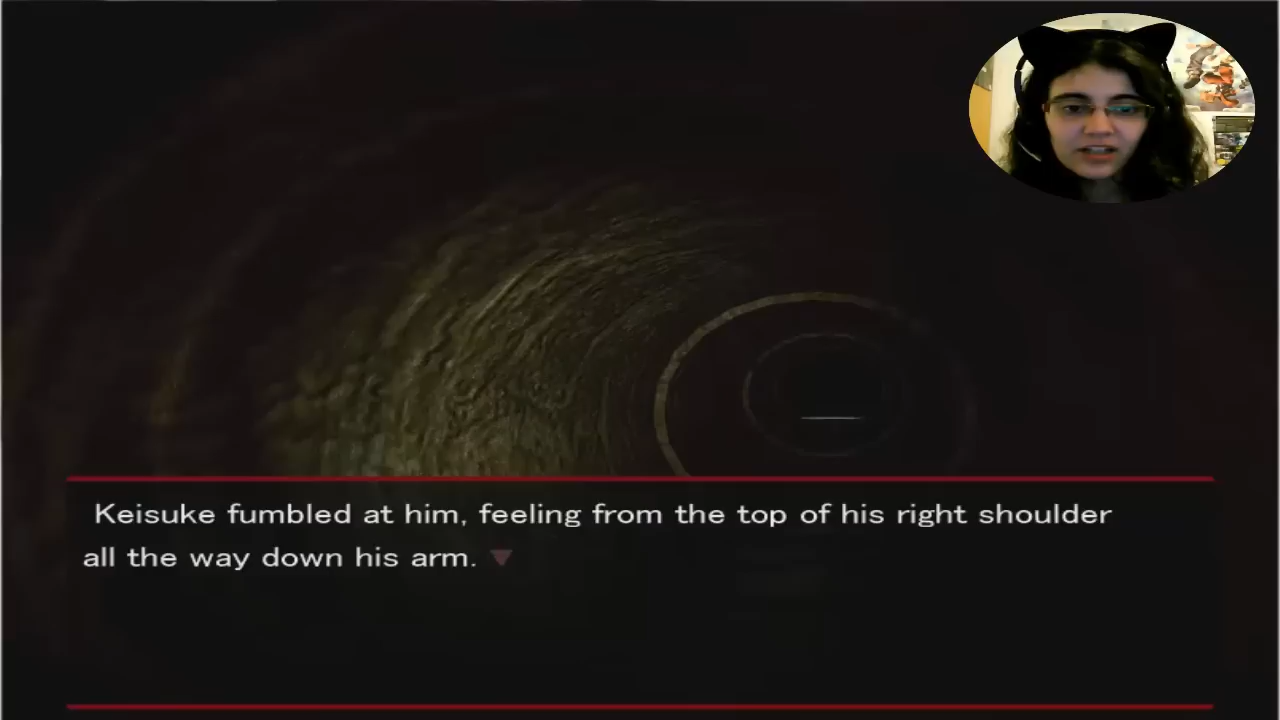 Keisuke fumbled at him, feeling from the top of his right shoulder
all the way down his arm.